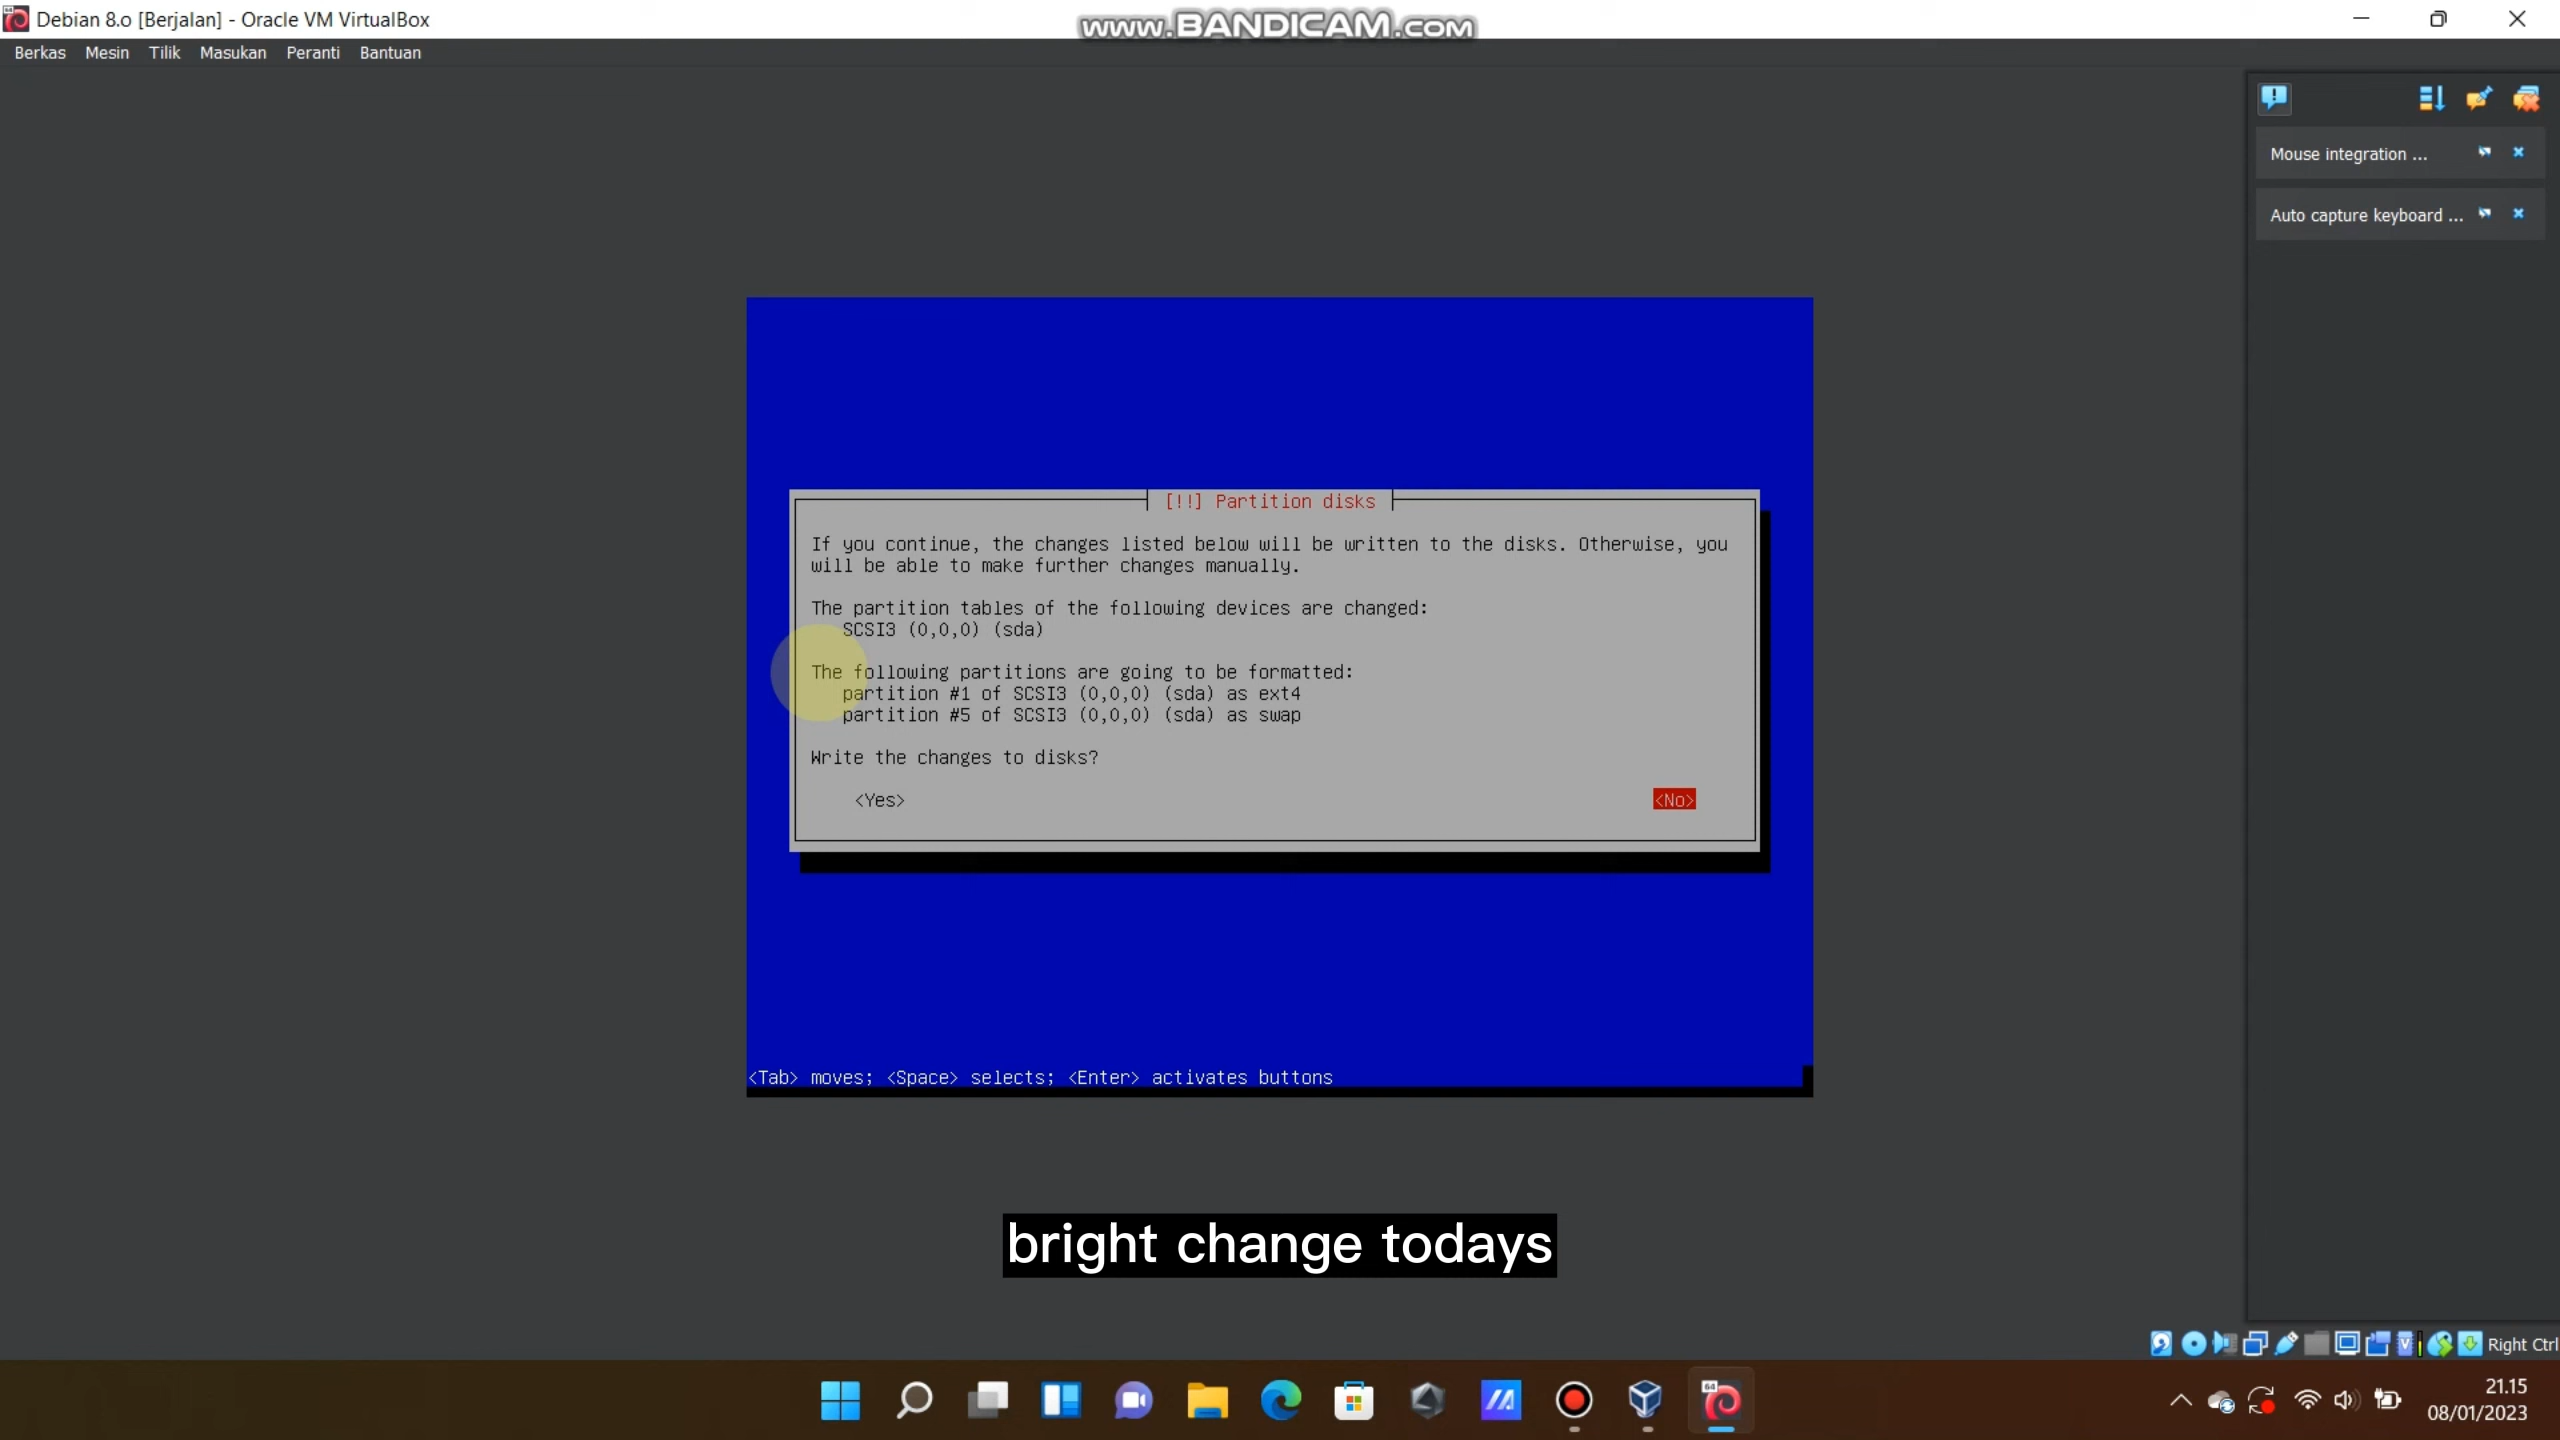 Debian 8.o [Berjalan] - Oracle VM VirtualBox
www.BANDICAM.com
Berkas Mesin Tilik Masukan Peranti Bantuan
Mouse integration ...
Auto capture keyboard ...
[!!] Partition disks
If you continue, the changes listed below will be written to the disks. Otherwise, you
will be able to make further changes manually.
The partition tables of the following devices are changed:
SCSI3 (0,0,0) (sda)
The following partitions are going to be formatted:
partition #1 of SCSI3 (0,0,0) (sda) as ext4
partition #5 of SCSI3 (0,0,0) (sda) as swap
Write the changes to disks?
<Yes> <No>
<Tab> moves; <Space> selects; <Enter> activates buttons
bright change todays
Right Ctrl
64
21.15
08/01/2023